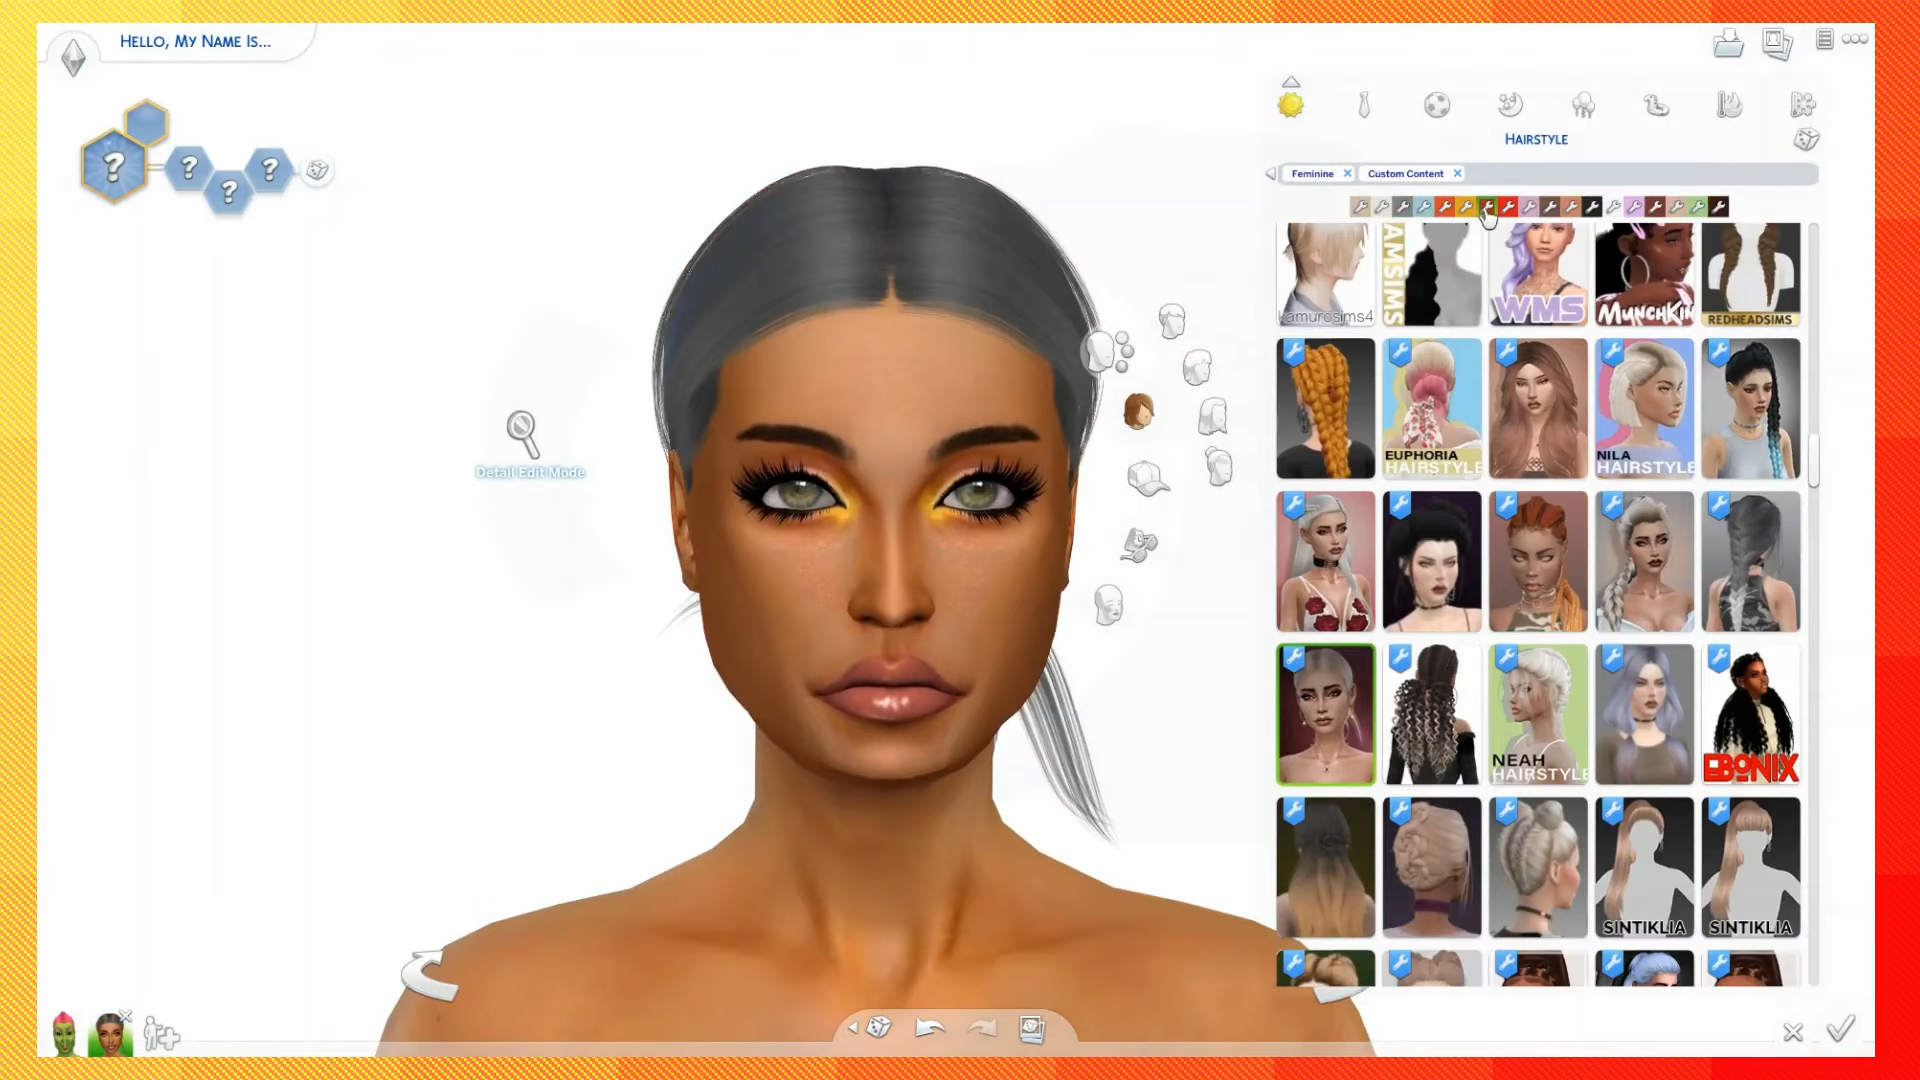 HELLO, MY NAME IS...
HAIRSTYLE
Feminine
Custom Content
kamurosims4
AMSIMS
WMS
MUNCHKIN
REDHEADSIMS
Detail Edit Mode
EUPHORIA
HAIRSTYLE
NILA
HAIRSTYLE
NEAH
HAIRSTYLE
EBONIX
SINTIKLIA
SINTIKLIA